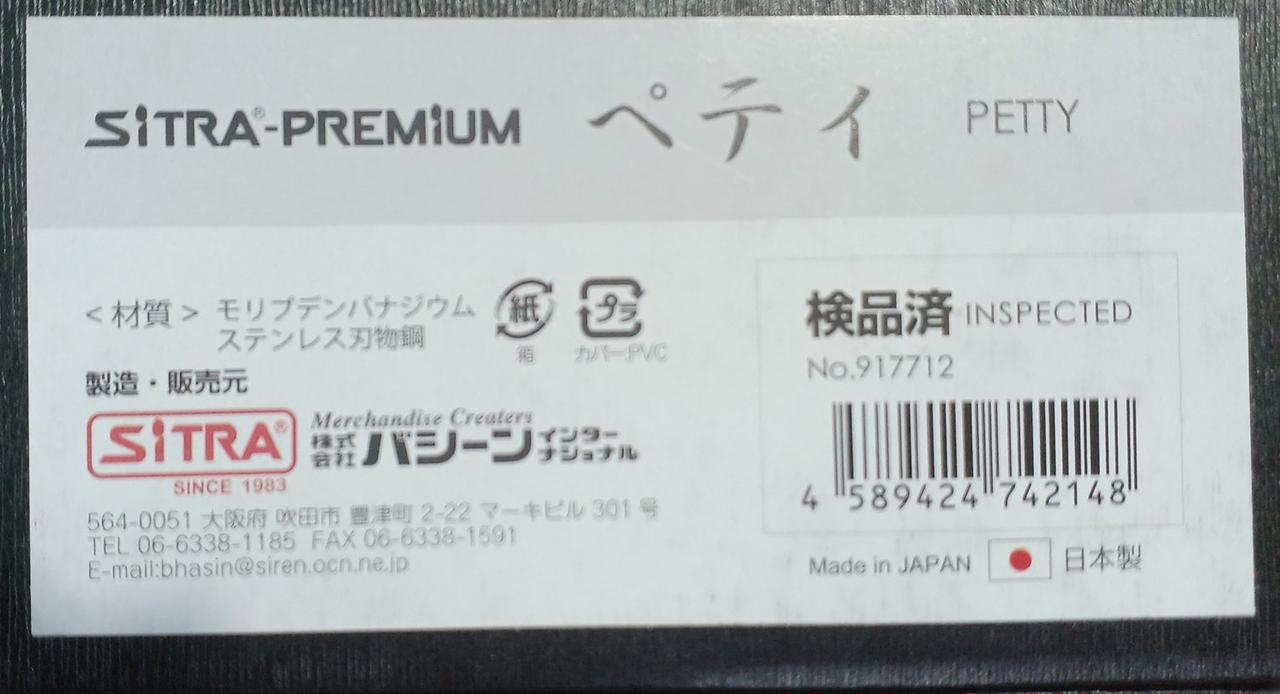 SiTRA®-PREMiUM ペティ PETTY
<材質> モリブデンバナジウム
ステンレス刃物鋼
紙
箱
プラ
カバー:PVC
製造・販売元
SiTRA®
SINCE 1983
Merchandise Creaters
株式会社 バシーン インターナショナル
564-0051 大阪府 吹田市 豊津町 2-22 マーキビル 301 号
TEL 06-6338-1185 FAX 06-6338-1591
E-mail:bhasin@siren.ocn.ne.jp
検品済 INSPECTED
No.917712
4 589424 742148
Made in JAPAN 日本製